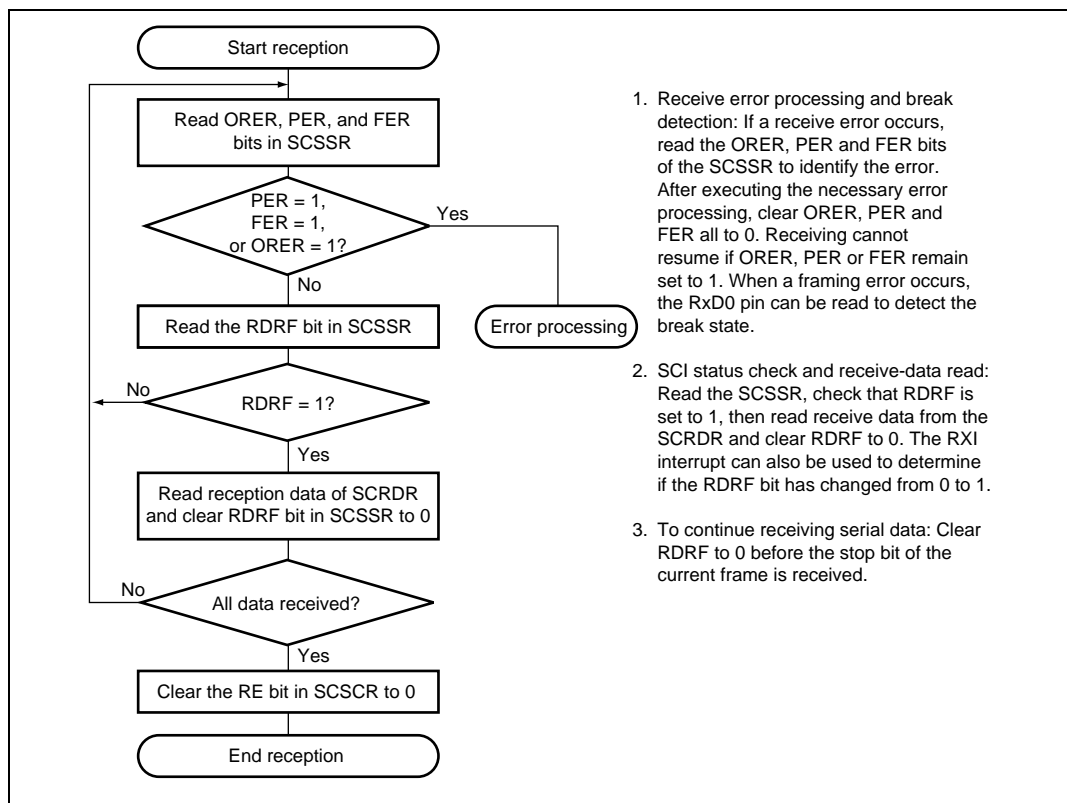 Start reception
Read ORER, PER, and FER
bits in SCSSR
PER = 1,
FER = 1,
or ORER = 1?
Yes
No
Error processing
Read the RDRF bit in SCSSR
No
RDRF = 1?
Yes
Read reception data of SCRDR
and clear RDRF bit in SCSSR to 0
No
All data received?
Yes
Clear the RE bit in SCSCR to 0
End reception
1. Receive error processing and break
detection: If a receive error occurs,
read the ORER, PER and FER bits
of the SCSSR to identify the error.
After executing the necessary error
processing, clear ORER, PER and
FER all to 0. Receiving cannot
resume if ORER, PER or FER remain
set to 1. When a framing error occurs,
the RxD0 pin can be read to detect the
break state.
2. SCI status check and receive-data read:
Read the SCSSR, check that RDRF is
set to 1, then read receive data from the
SCRDR and clear RDRF to 0. The RXI
interrupt can also be used to determine
if the RDRF bit has changed from 0 to 1.
3. To continue receiving serial data: Clear
RDRF to 0 before the stop bit of the
current frame is received.